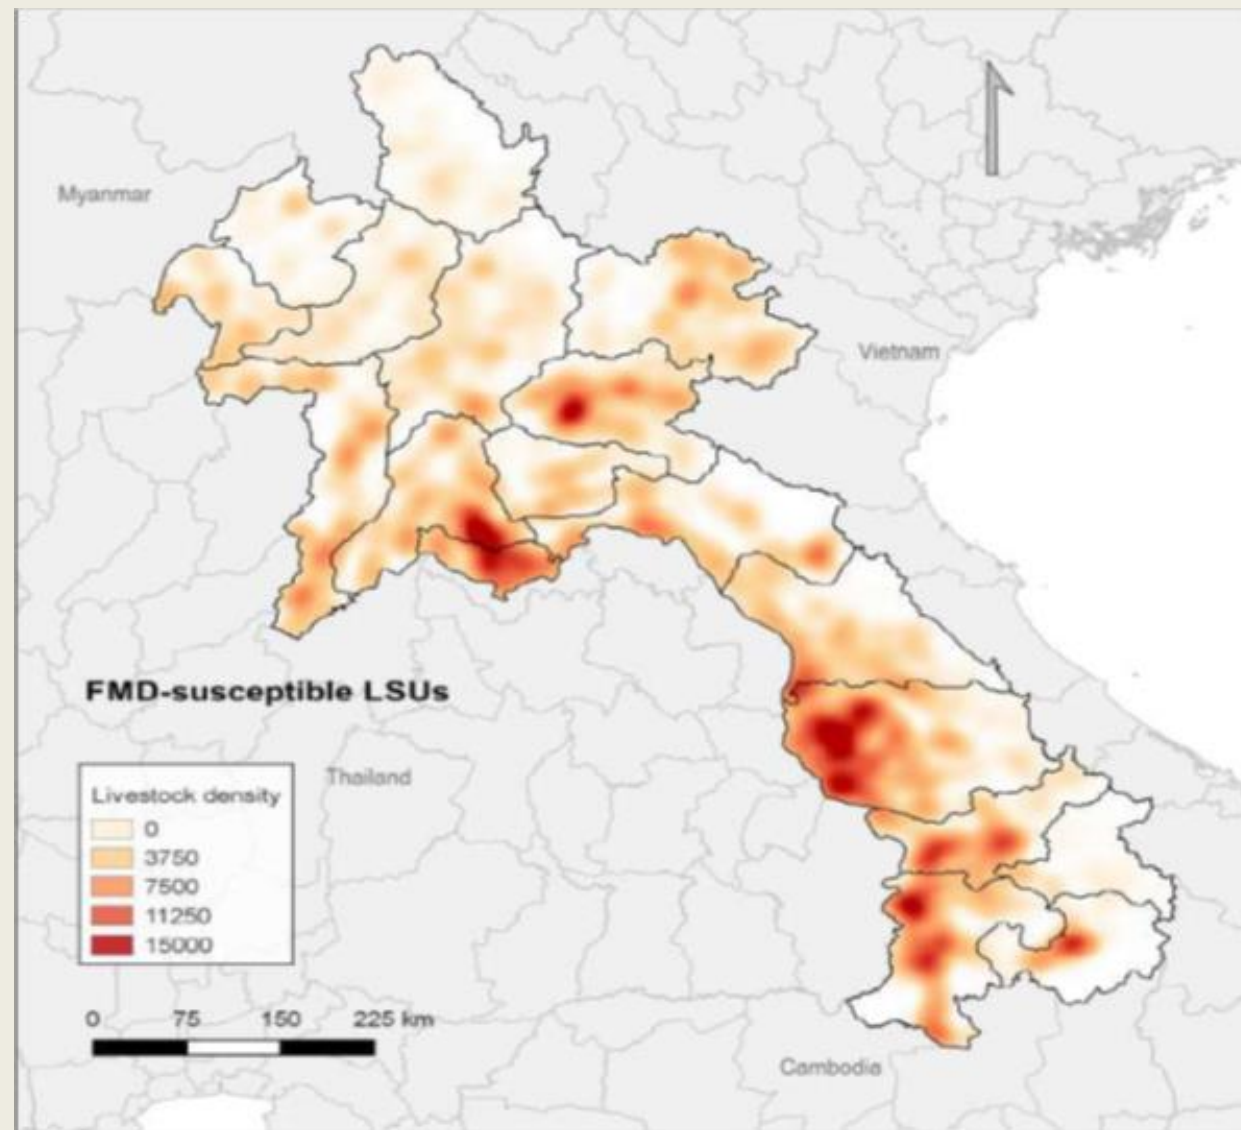 Myanmar
Vietnam
FMD-susceptible LSUs
Thailand
Livestock density
0
3750
7500
11250
15000
0 75 150 225 km
Cambodia